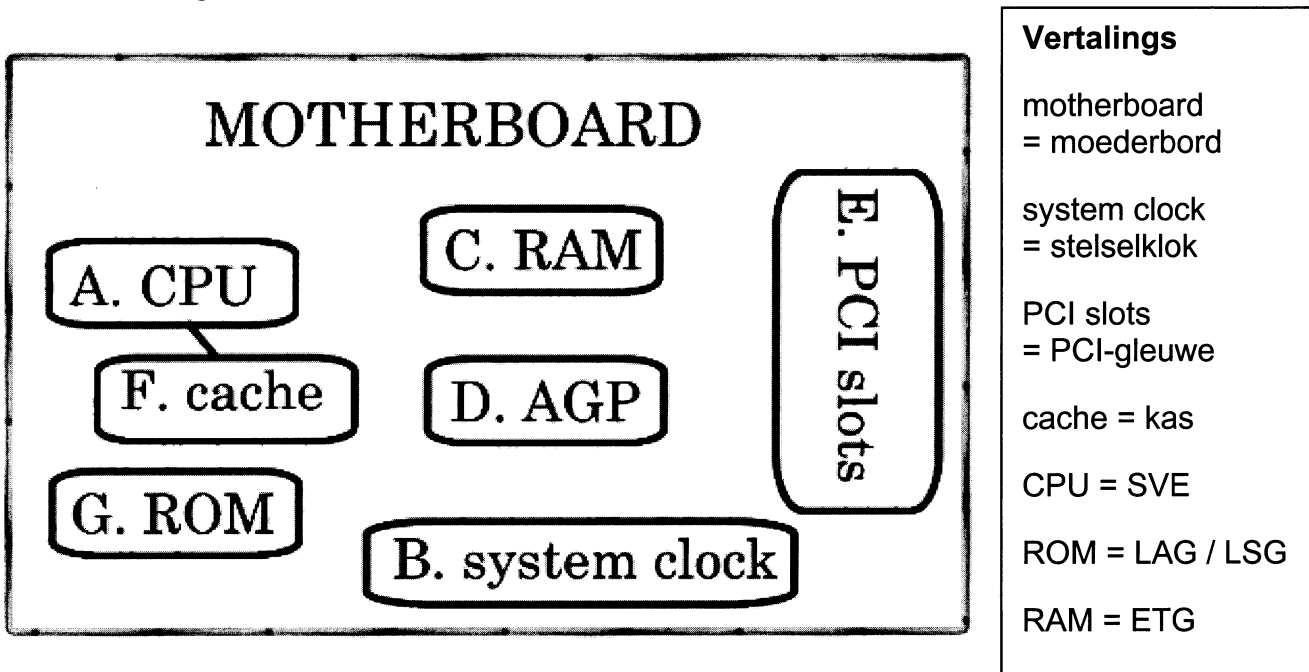 MOTHERBOARD
A. CPU
C. RAM
E. PCI slots
F. cache
D. AGP
G. ROM
B. system clock
Vertalings
motherboard
= moederbord
system clock
= stelselklok
PCI slots
= PCI-gleuwe
cache = kas
CPU = SVE
ROM = LAG / LSG
RAM = ETG